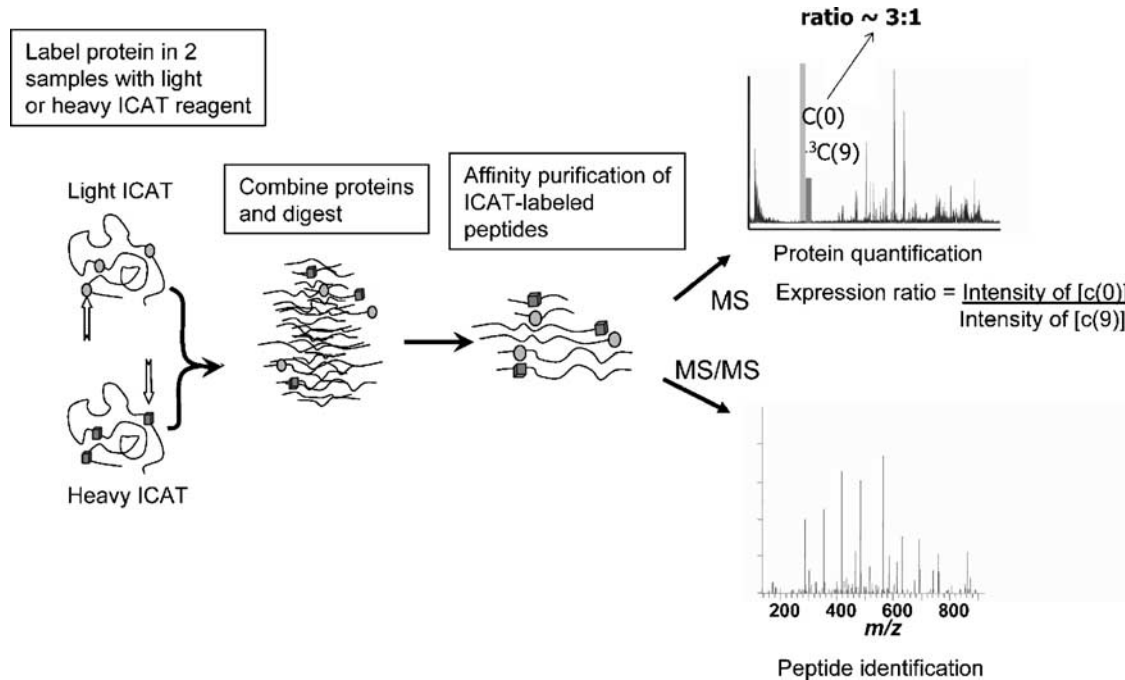 Label protein in 2
samples with light
or heavy ICAT reagent
Light ICAT
Heavy ICAT
Combine proteins
and digest
Affinity purification of
ICAT-labeled
peptides
MS
MS/MS
ratio ~ 3:1
C(0)
³C(9)
Protein quantification
Expression ratio = Intensity of [c(0)]
Intensity of [c(9)]
200 400 600 800
m/z
Peptide identification